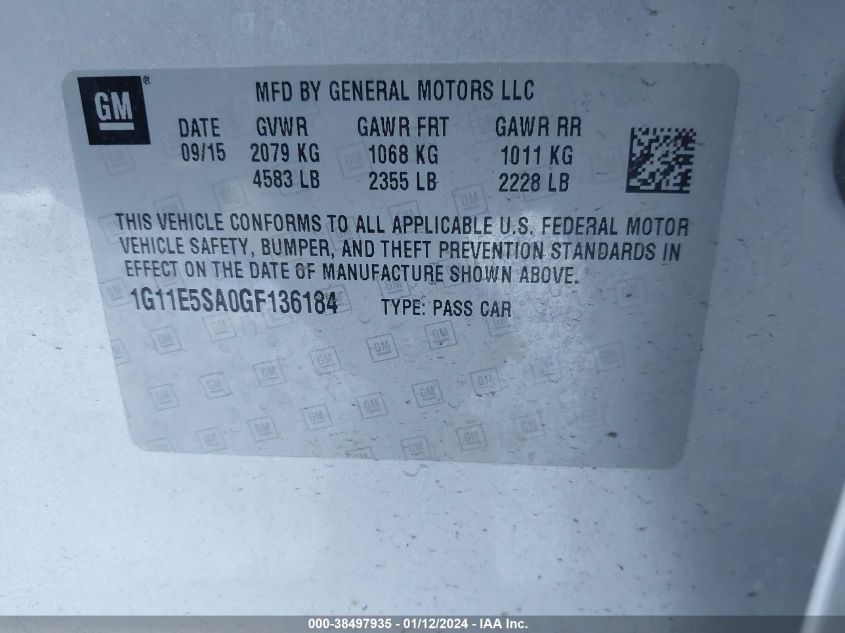 GM®
MFD BY GENERAL MOTORS LLC
DATE GVWR GAWR FRT GAWR RR
09/15 2079 KG 1068 KG 1011 KG
4583 LB 2355 LB 2228 LB
THIS VEHICLE CONFORMS TO ALL APPLICABLE U.S. FEDERAL MOTOR
VEHICLE SAFETY, BUMPER, AND THEFT PREVENTION STANDARDS IN
EFFECT ON THE DATE OF MANUFACTURE SHOWN ABOVE.
1G11E5SA0GF136184 TYPE: PASS CAR
000-38497935 - 01/12/2024 - IAA Inc.